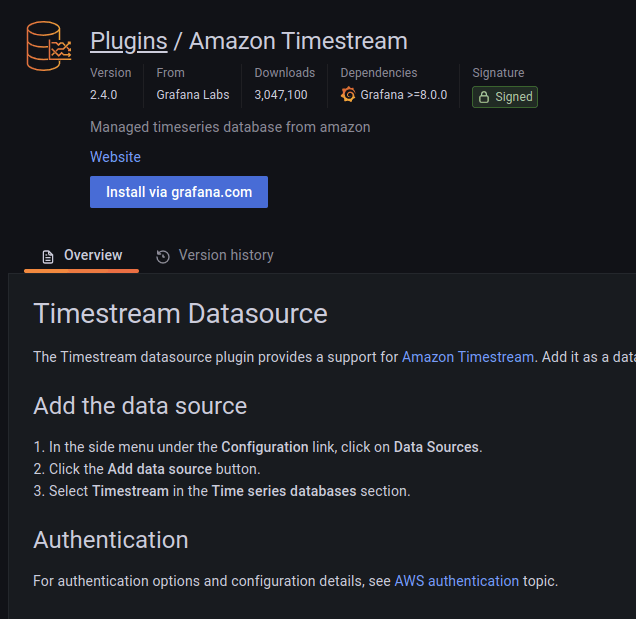 Plugins / Amazon Timestream
Version From Downloads Dependencies Signature
2.4.0 Grafana Labs 3,047,100 Grafana >=8.0.0 Signed
Managed timeseries database from amazon
Website
Install via grafana.com
Overview Version history
Timestream Datasource
The Timestream datasource plugin provides a support for Amazon Timestream. Add it as a data
Add the data source
1. In the side menu under the Configuration link, click on Data Sources.
2. Click the Add data source button.
3. Select Timestream in the Time series databases section.
Authentication
For authentication options and configuration details, see AWS authentication topic.